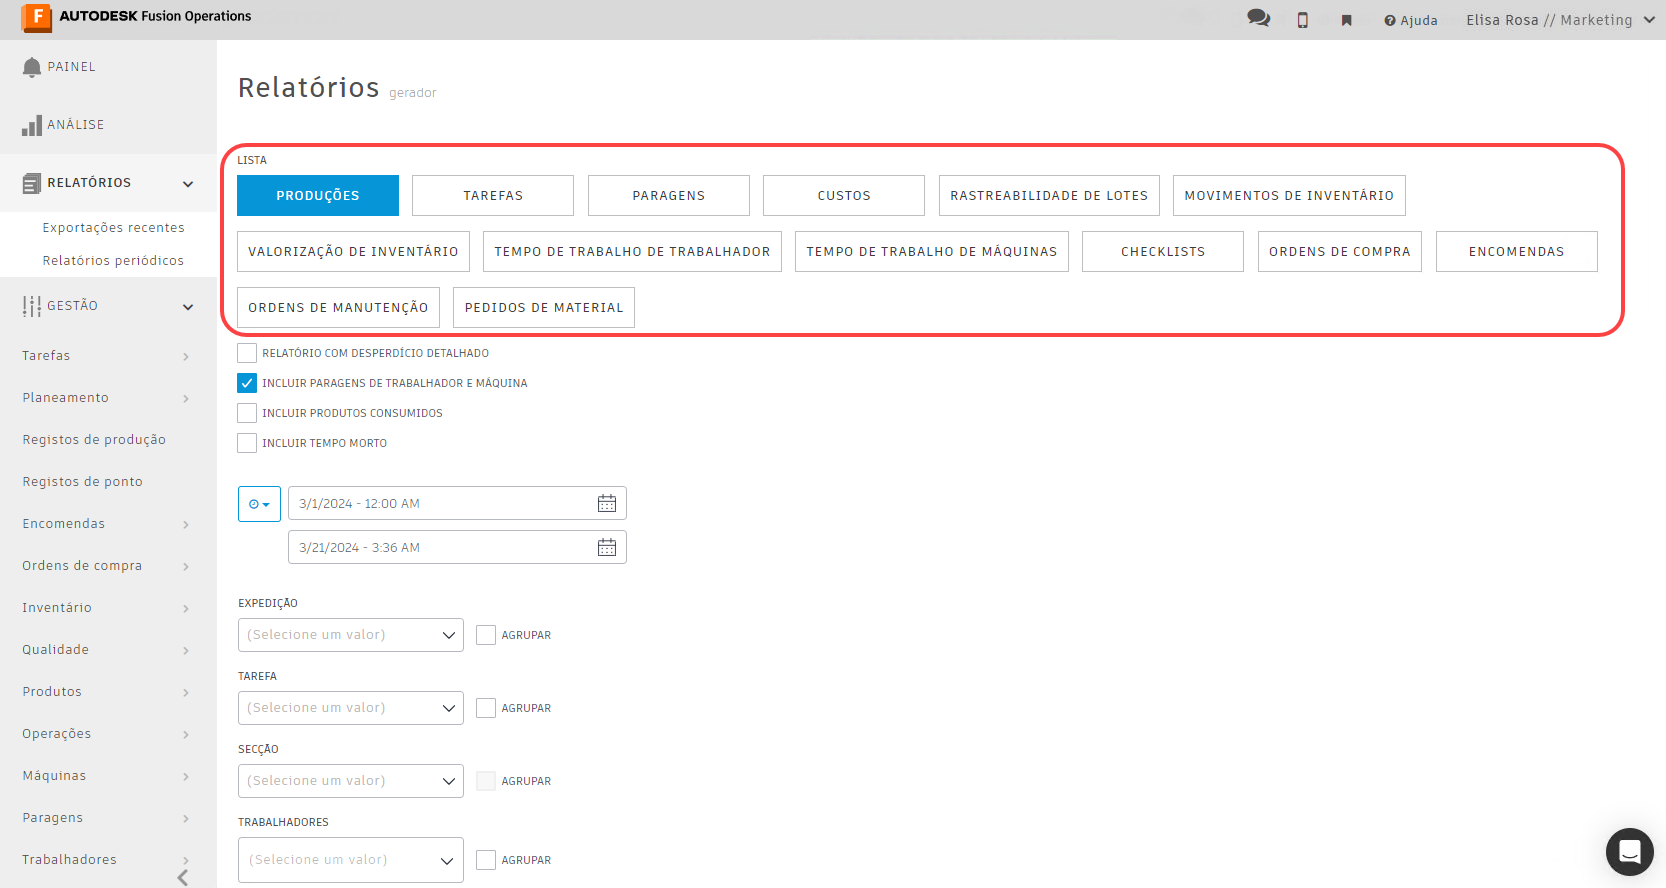 AUTODESK Fusion Operations
Ajuda
Elisa Rosa // Marketing
PAINEL
ANÁLISE
RELATÓRIOS
Exportações recentes
Relatórios periódicos
GESTÃO
Tarefas
Planeamento
Registos de produção
Registos de ponto
Encomendas
Ordens de compra
Inventário
Qualidade
Produtos
Operações
Máquinas
Paragens
Trabalhadores
Relatórios gerador
LISTA
PRODUÇÕES TAREFAS PARAGENS CUSTOS RASTREABILIDADE DE LOTES MOVIMENTOS DE INVENTÁRIO
VALORIZAÇÃO DE INVENTÁRIO TEMPO DE TRABALHO DE TRABALHADOR TEMPO DE TRABALHO DE MÁQUINAS CHECKLISTS ORDENS DE COMPRA ENCOMENDAS
ORDENS DE MANUTENÇÃO PEDIDOS DE MATERIAL
RELATÓRIO COM DESPERDÍCIO DETALHADO
INCLUIR PARAGENS DE TRABALHADOR E MÁQUINA
INCLUIR PRODUTOS CONSUMIDOS
INCLUIR TEMPO MORTO
3/1/2024 - 12:00 AM
3/21/2024 - 3:36 AM
EXPEDIÇÃO
(Selecione um valor) AGRUPAR
TAREFA
(Selecione um valor) AGRUPAR
SECÇÃO
(Selecione um valor) AGRUPAR
TRABALHADORES
(Selecione um valor) AGRUPAR